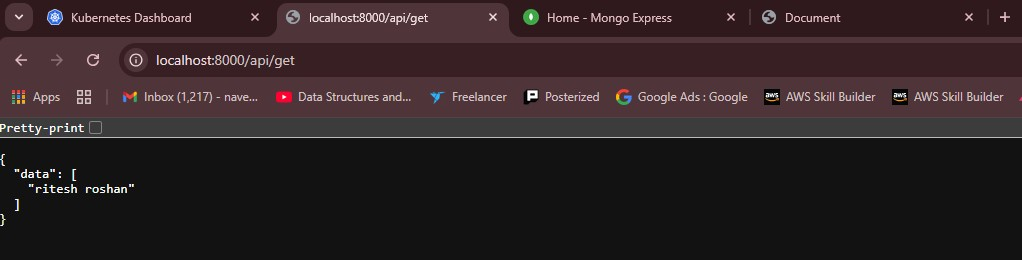 Kubernetes Dashboard localhost:8000/api/get Home - Mongo Express Document
localhost:8000/api/get
Apps Inbox (1,217) - nave... Data Structures and... Freelancer Posterized Google Ads : Google aws AWS Skill Builder aws AWS Skill Builder
Pretty-print
{
"data": [
"ritesh roshan"
]
}